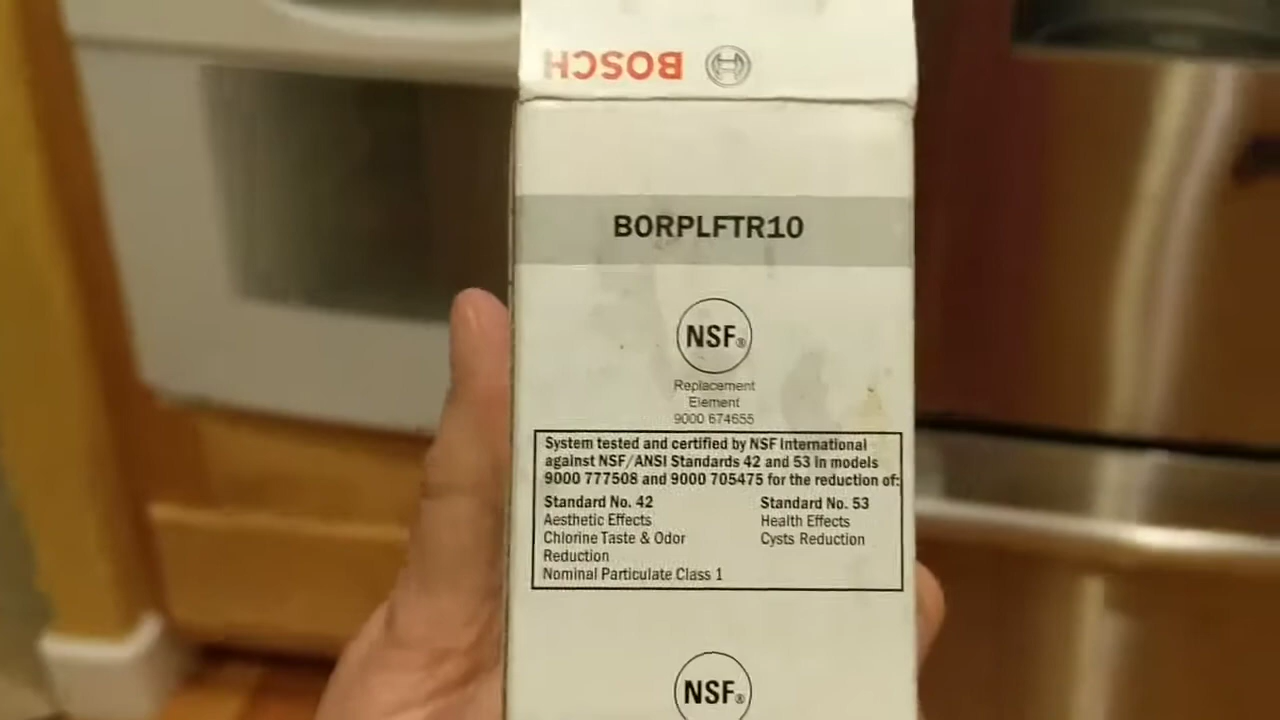 BOSCH
BORPLFTR10
NSF®
Replacement
Element
9000 674655
System tested and certified by NSF International
against NSF/ANSI Standards 42 and 53 in models
9000 777508 and 9000 705475 for the reduction of:
Standard No. 42
Aesthetic Effects
Chlorine Taste & Odor
Reduction
Nominal Particulate Class 1
Standard No. 53
Health Effects
Cysts Reduction
NSF®